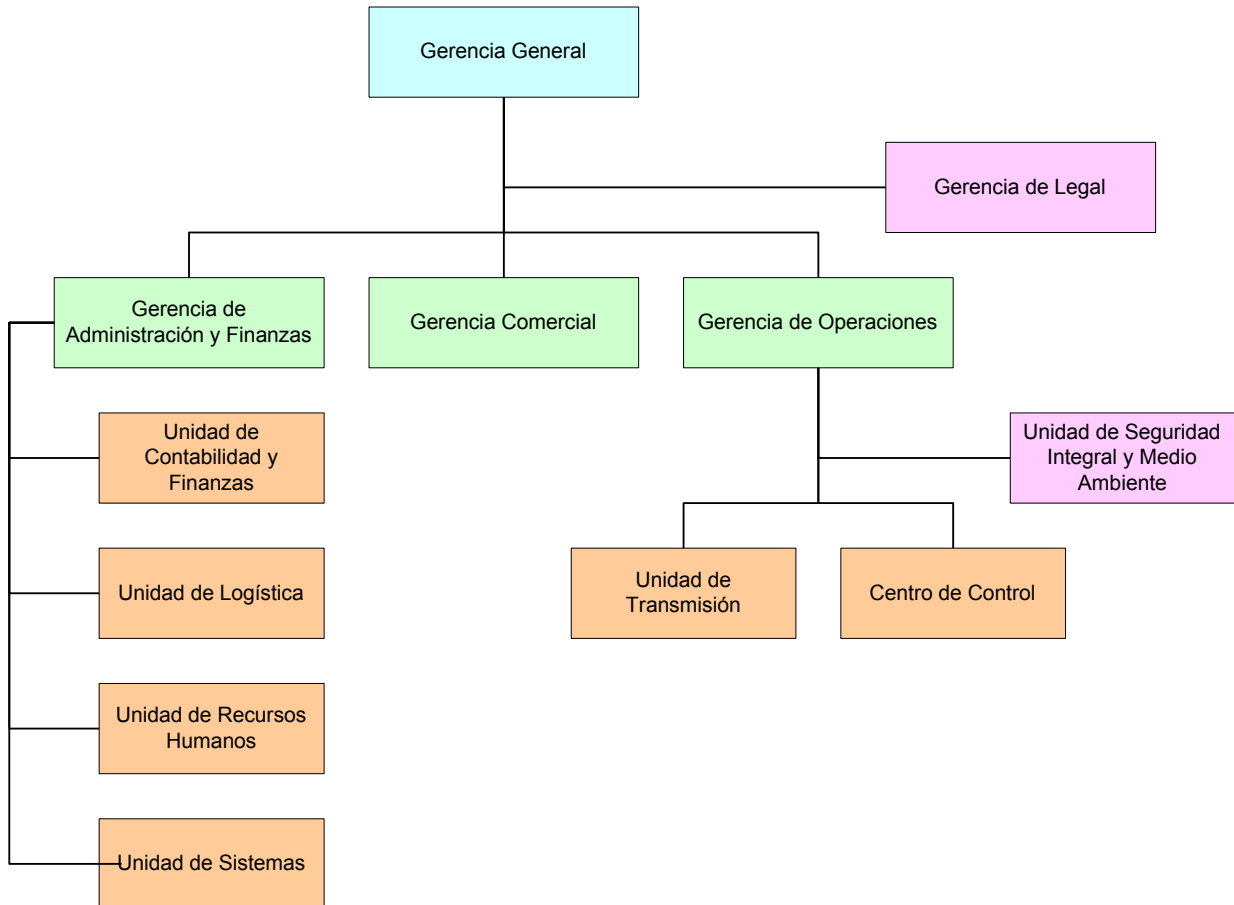 Gerencia General
Gerencia de Legal
Gerencia de
Administración y Finanzas
Gerencia Comercial
Gerencia de Operaciones
Unidad de
Contabilidad y
Finanzas
Unidad de Seguridad
Integral y Medio
Ambiente
Unidad de Logística
Unidad de
Transmisión
Centro de Control
Unidad de Recursos
Humanos
Unidad de Sistemas